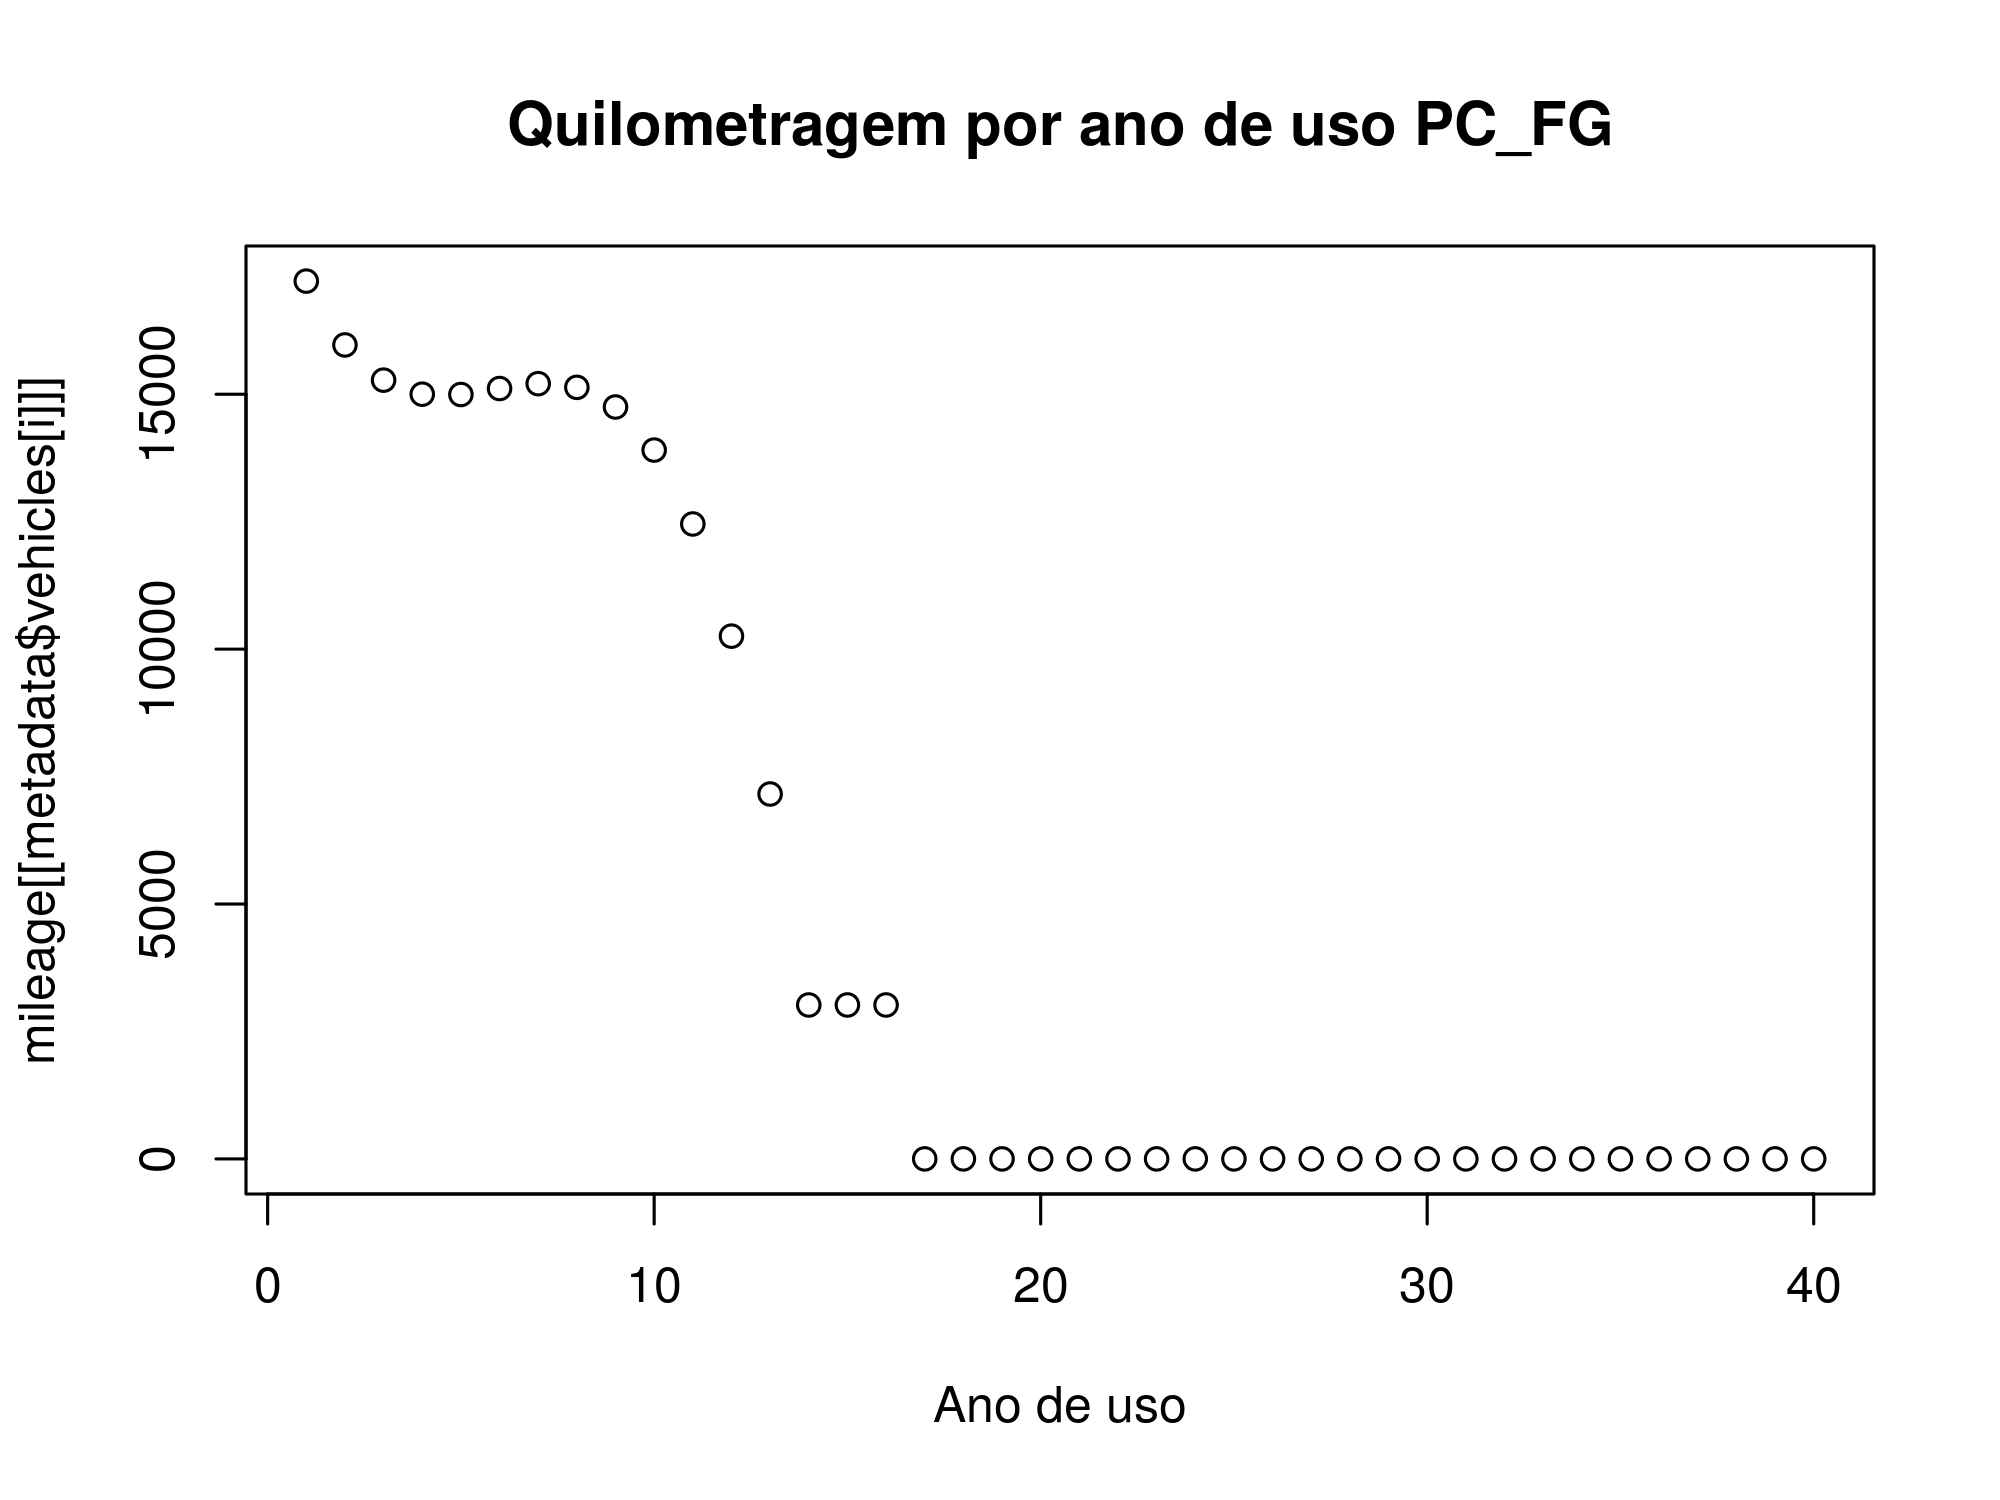 Quilometragem por ano de uso PC_FG
mileage[[metadata$vehicles[i]]]
15000
10000
5000
0
0 10 20 30 40
Ano de uso